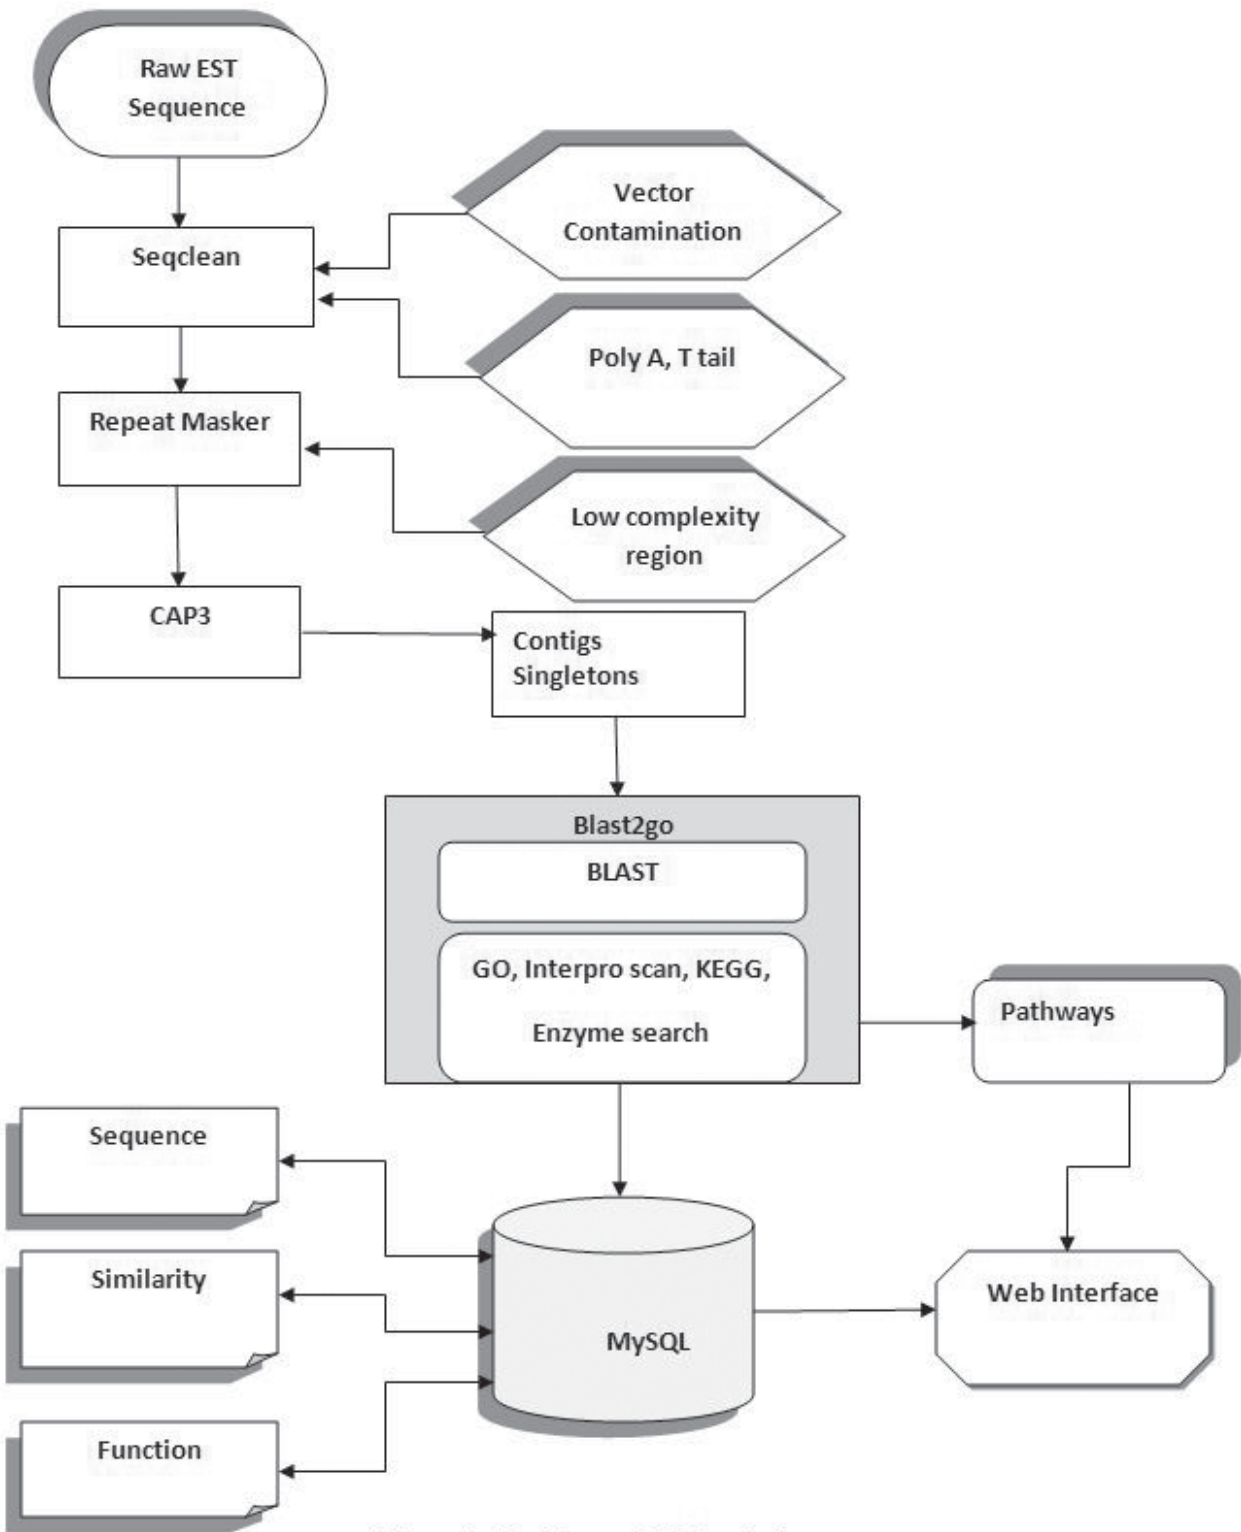 Raw EST
Sequence
Vector
Contamination
Seqclean
Poly A, T tail
Repeat Masker
Low complexity
region
CAP3
Contigs
Singletons
Blast2go
BLAST
GO, Interpro scan, KEGG,
Enzyme search
Pathways
Sequence
Similarity
Web Interface
MySQL
Function